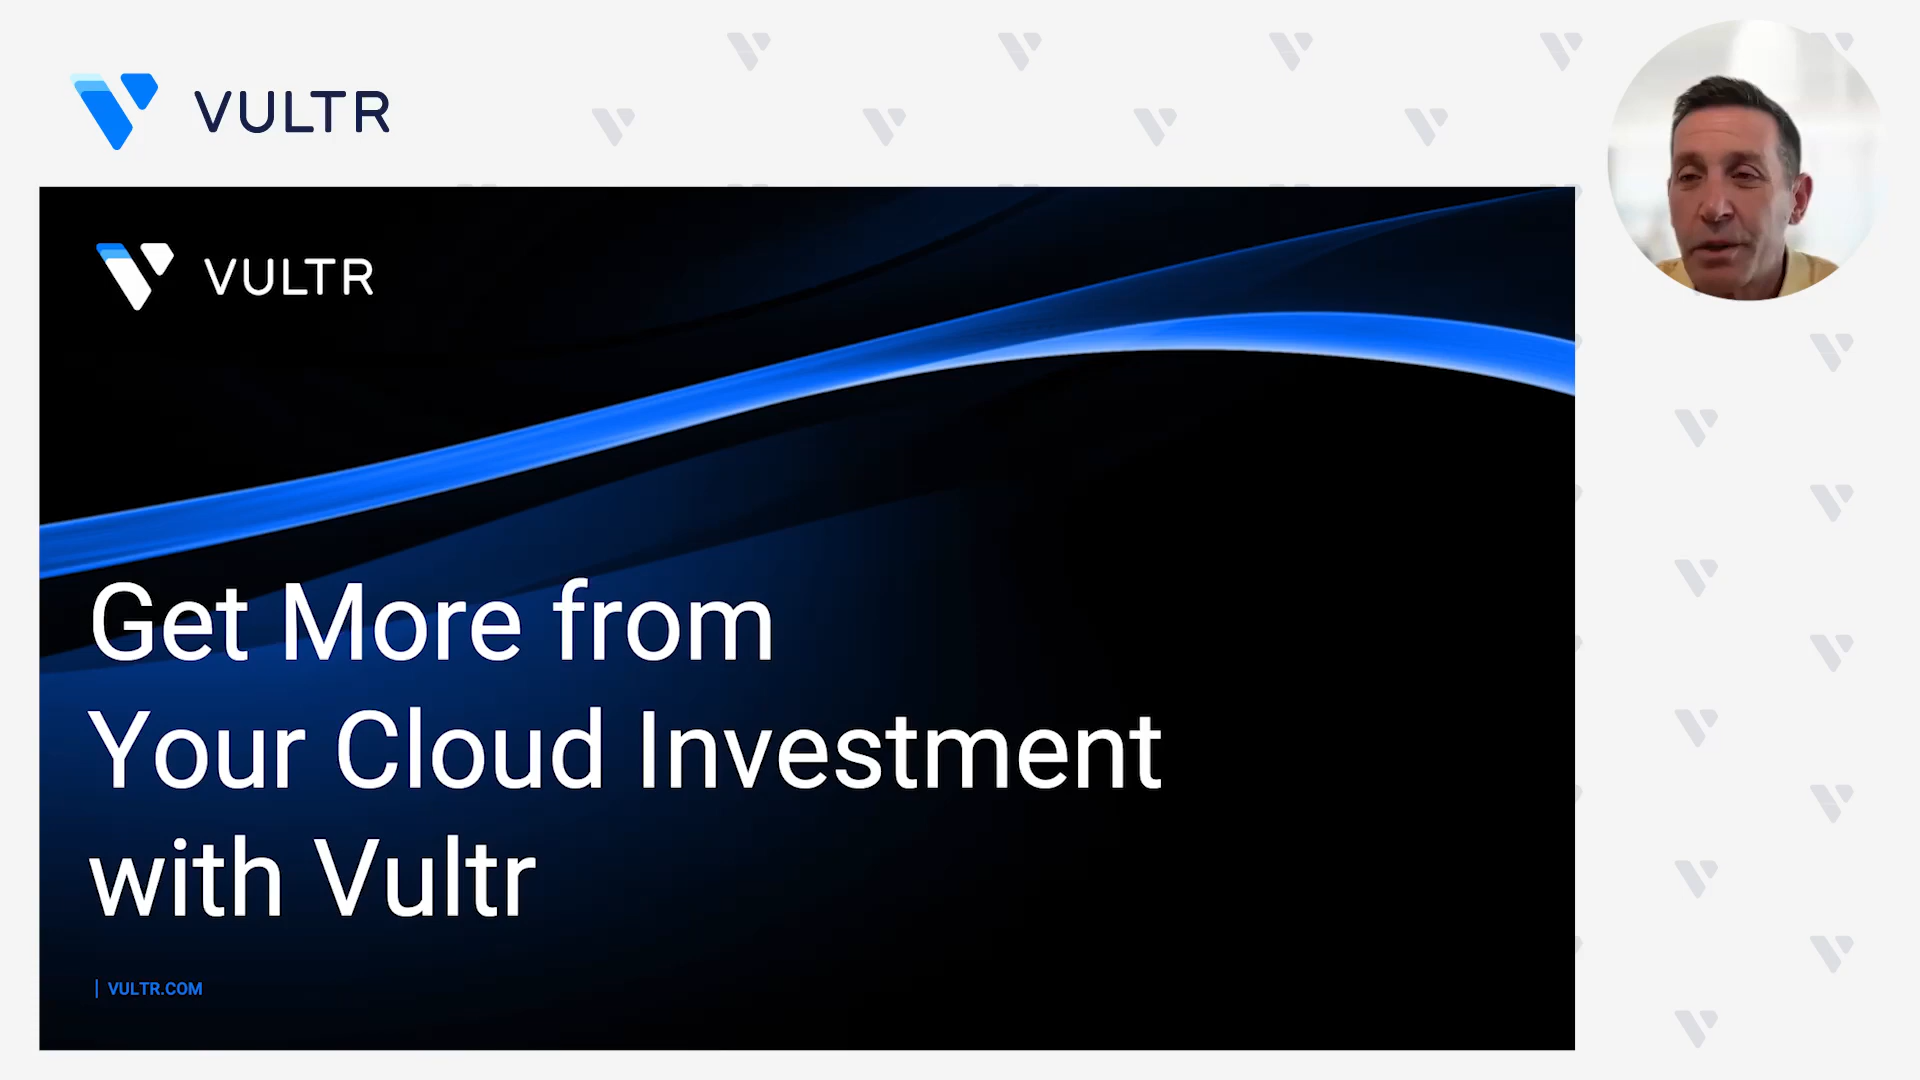 VULTR
VULTR
Get More from
Your Cloud Investment
with Vultr
| VULTR.COM